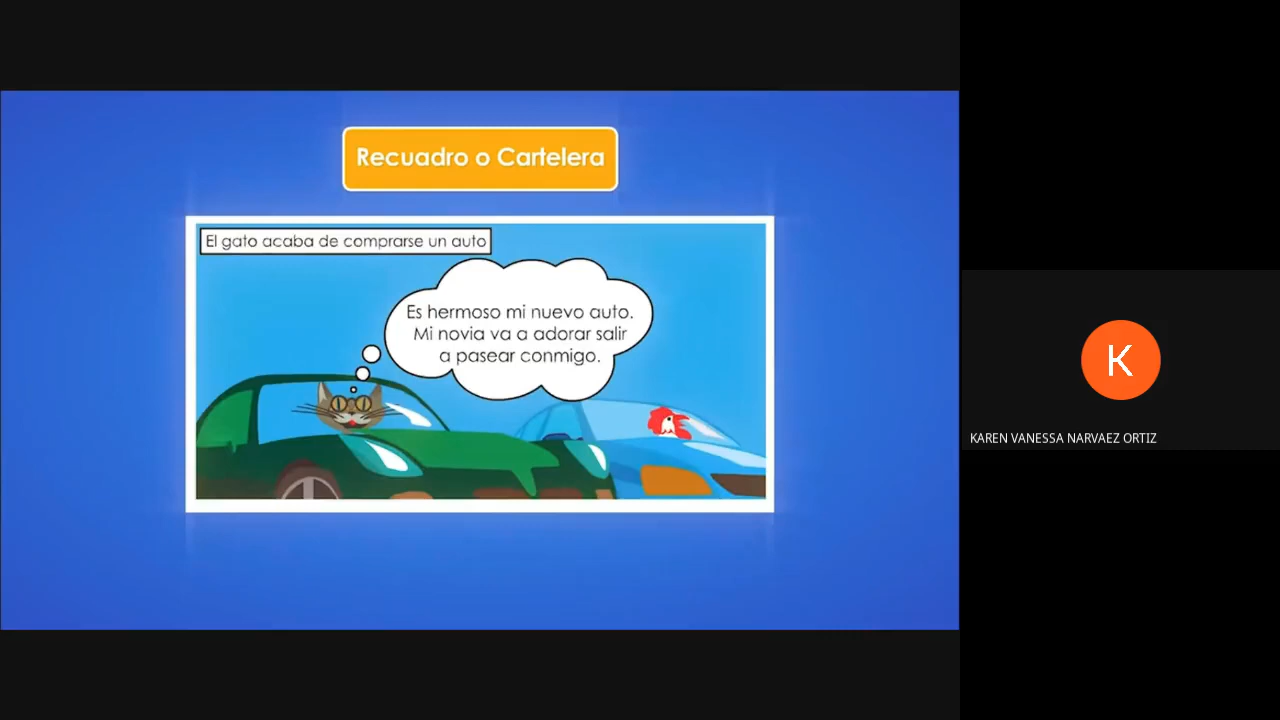 Recuadro o Cartelera
El gato acaba de comprarse un auto
Es hermoso mi nuevo auto.
Mi novia va a adorar salir
a pasear conmigo.
K
KAREN VANESSA NARVAEZ ORTIZ